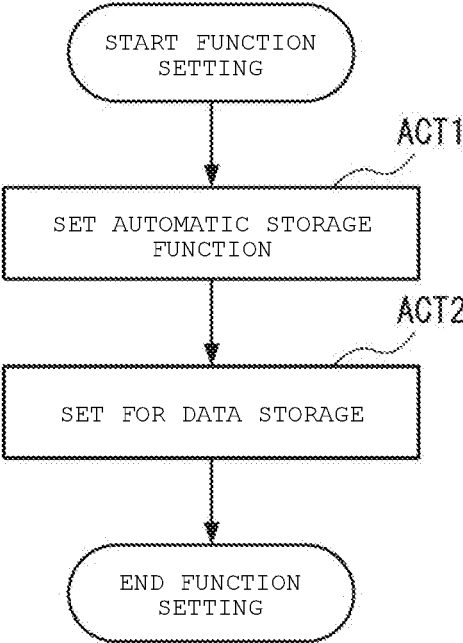 START FUNCTION
SETTING
ACT1
SET AUTOMATIC STORAGE
FUNCTION
ACT2
SET FOR DATA STORAGE
END FUNCTION
SETTING